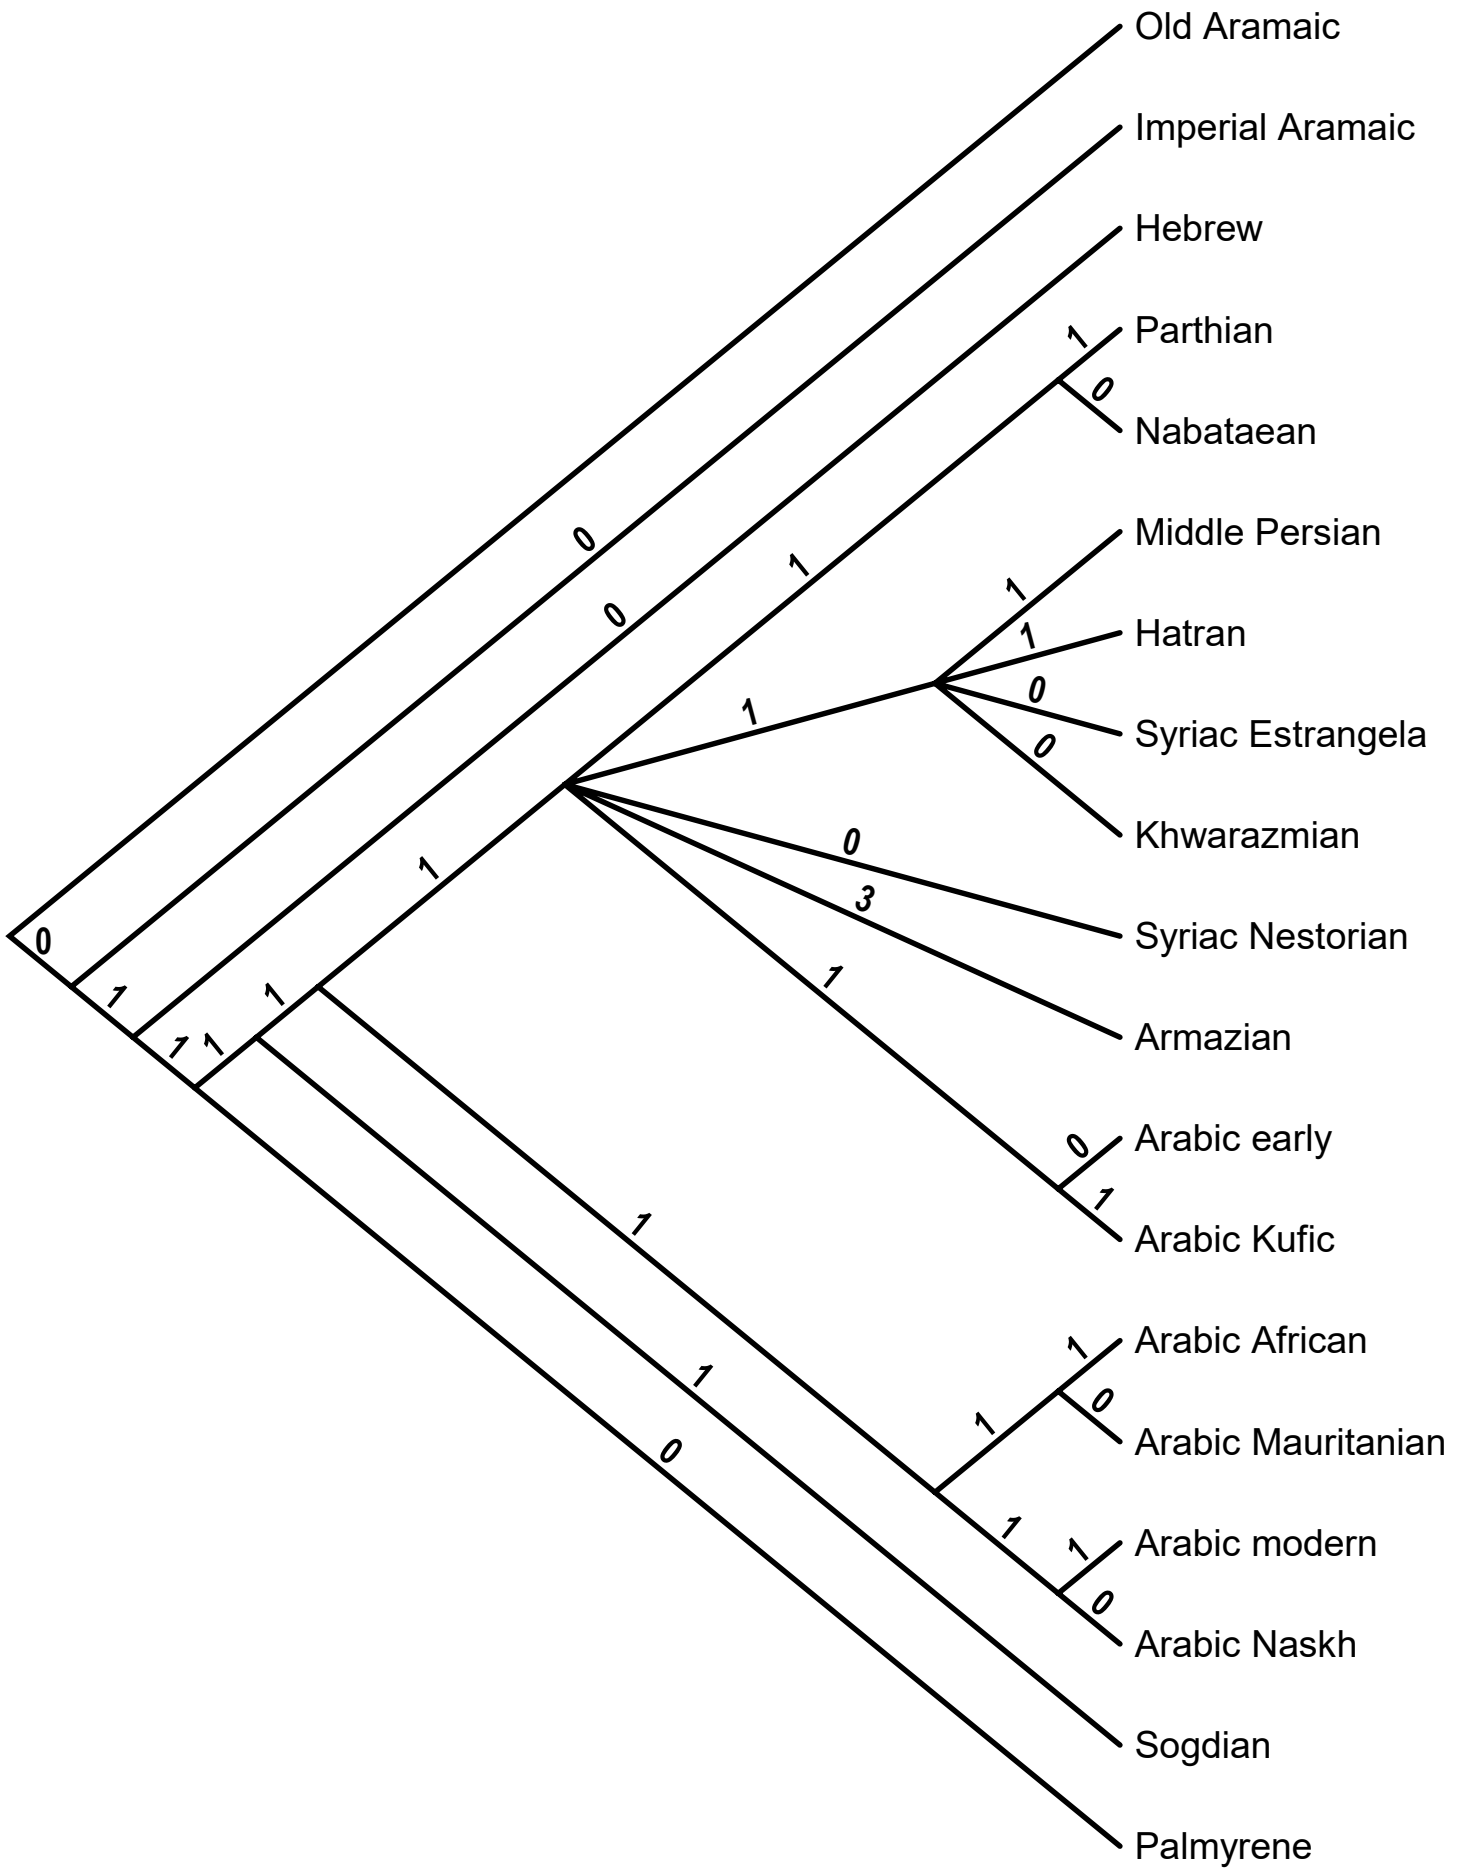 Old Aramaic
Imperial Aramaic
Hebrew
1 Parthian
0
Nabataean
0
Middle Persian
1
1
0
1 Hatran
0
1
Syriac Estrangela
0
Khwarazmian
0
1
3
0
Syriac Nestorian
1
1
1
Armazian
1
1
0
Arabic early
1
1
Arabic Kufic
1 Arabic African
1
0
1
Arabic Mauritanian
0
1
1
Arabic modern
0
Arabic Naskh
Sogdian
Palmyrene